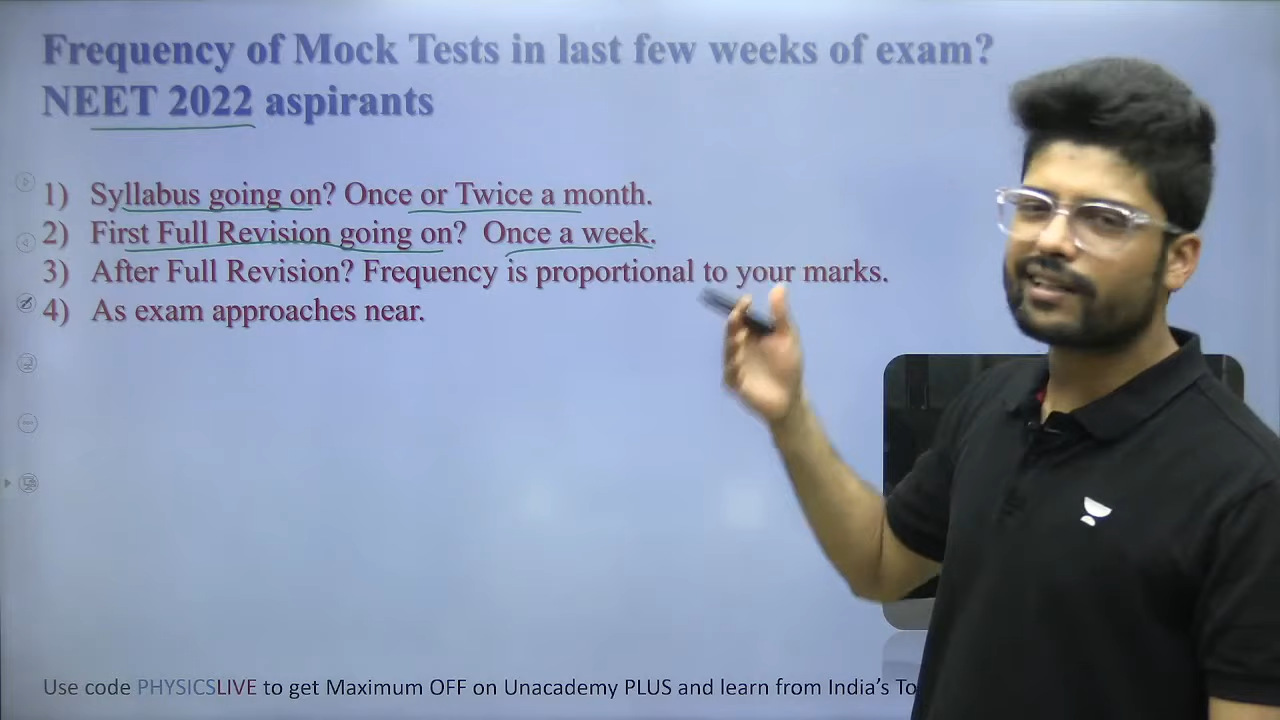 Frequency of Mock Tests in last few weeks of exam?
NEET 2022 aspirants
1) Syllabus going on? Once or Twice a month.
2) First Full Revision going on? Once a week.
3) After Full Revision? Frequency is proportional to your marks.
4) As exam approaches near.
Use code PHYSICSLIVE to get Maximum OFF on Unacademy PLUS and learn from India’s To